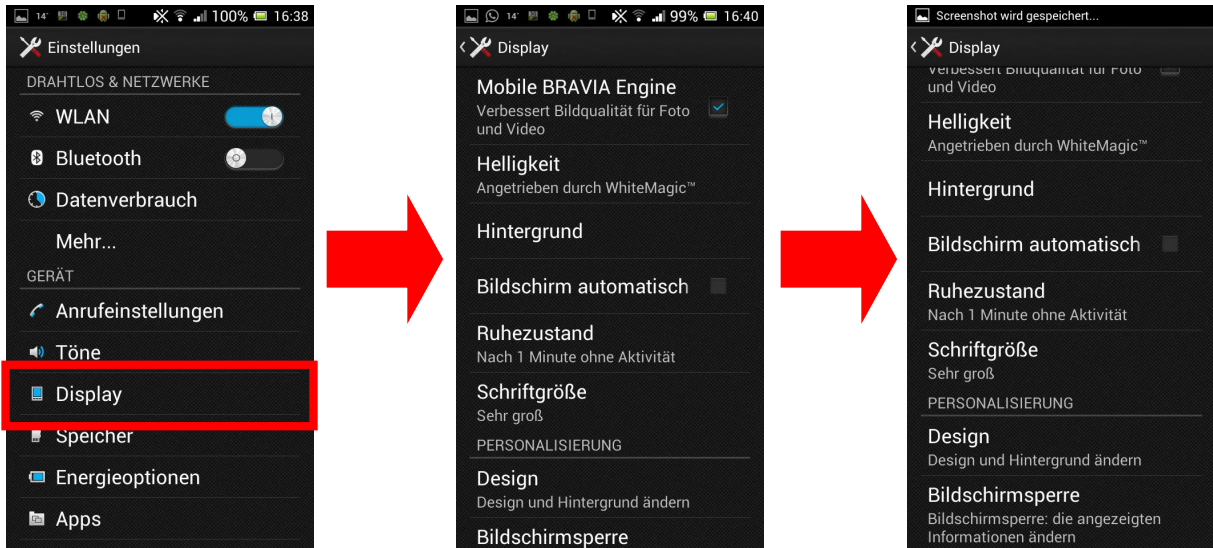 14°
100%
16:38
Einstellungen
DRAHTLOS & NETZWERKE
WLAN
Bluetooth
Datenverbrauch
Mehr...
GERÄT
Anrufeinstellungen
Töne
Display
Speicher
Energieoptionen
Apps
14°
99%
16:40
Display
Mobile BRAVIA Engine
Verbessert Bildqualität für Foto
und Video
Helligkeit
Angetrieben durch WhiteMagic™
Hintergrund
Bildschirm automatisch
Ruhezustand
Nach 1 Minute ohne Aktivität
Schriftgröße
Sehr groß
PERSONALISIERUNG
Design
Design und Hintergrund ändern
Bildschirmsperre
Screenshot wird gespeichert...
Display
Verbessert Bildqualität für Foto
und Video
Helligkeit
Angetrieben durch WhiteMagic™
Hintergrund
Bildschirm automatisch
Ruhezustand
Nach 1 Minute ohne Aktivität
Schriftgröße
Sehr groß
PERSONALISIERUNG
Design
Design und Hintergrund ändern
Bildschirmsperre
Bildschirmsperre: die angezeigten
Informationen ändern